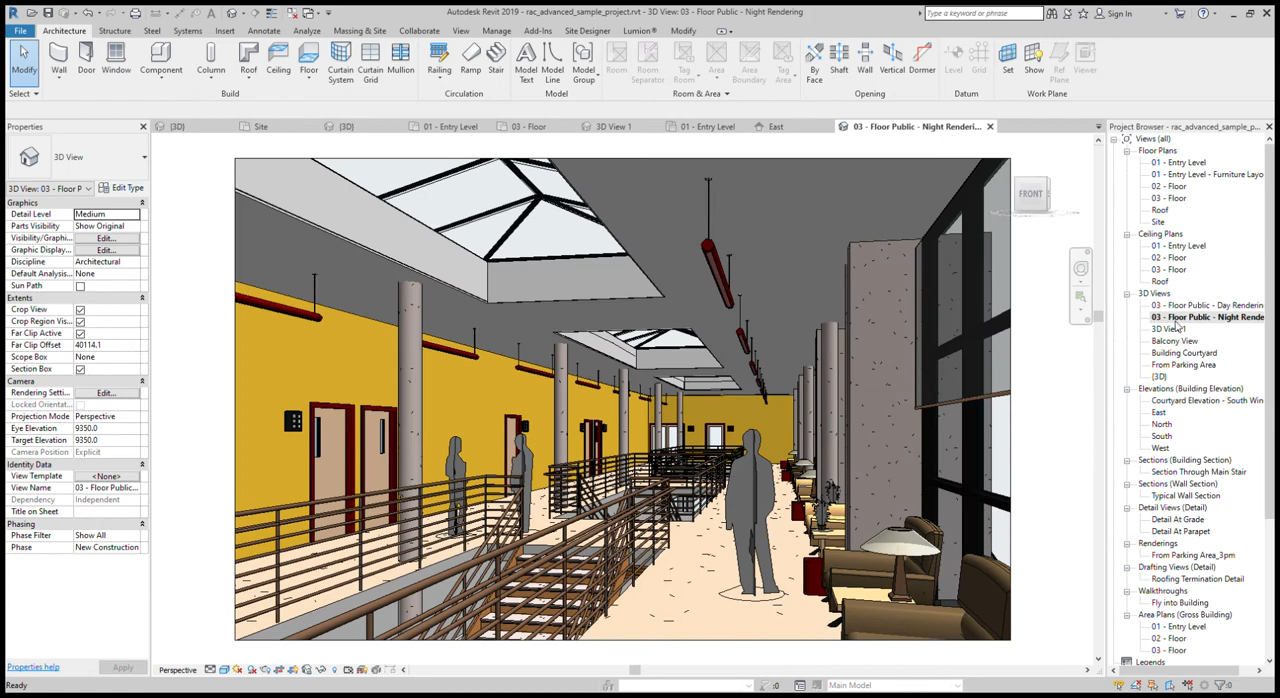 Autodesk Revit 2019 - rac_advanced_sample_project.rvt - 3D View: 03 - Floor Public - Night Rendering
Type a keyword or phrase
Sign In
File Architecture Structure Steel Systems Insert Annotate Analyze Massing & Site Collaborate View Manage Add-Ins Site Designer Lumion® Modify
Modify Wall Door Window Component Column Roof Ceiling Floor Curtain System Curtain Grid Mullion Railing Ramp Stair Model Text Model Line Model Group Room Room Separator Tag Room Area Area Boundary Tag Area By Face Shaft Wall Vertical Dormer Level Grid Set Show Ref Plane Viewer
Select Build Circulation Model Room & Area Opening Datum Work Plane
Properties
{3D} Site {3D} 01 - Entry Level 03 - Floor 3D View 1 01 - Entry Level East 03 - Floor Public - Night Renderi...
Project Browser - rac_advanced_sample_p...
3D View
3D View: 03 - Floor P Edit Type
Graphics
Detail Level Medium
Parts Visibility Show Original
Visibility/Graphi... Edit...
Graphic Display... Edit...
Discipline Architectural
Default Analysis... None
Sun Path
Extents
Crop View
Crop Region Vis...
Far Clip Active
Far Clip Offset 40114.1
Scope Box None
Section Box
Camera
Rendering Setti... Edit...
Locked Orientat...
Projection Mode Perspective
Eye Elevation 9350.0
Target Elevation 9350.0
Camera Position Explicit
Identity Data
View Template <None>
View Name 03 - Floor Public...
Dependency Independent
Title on Sheet
Phasing
Phase Filter Show All
Phase New Construction
Properties help Apply
FRONT
Views (all)
Floor Plans
01 - Entry Level
01 - Entry Level - Furniture Layo
02 - Floor
03 - Floor
Roof
Site
Ceiling Plans
01 - Entry Level
02 - Floor
03 - Floor
Roof
3D Views
03 - Floor Public - Day Renderin
03 - Floor Public - Night Rende
3D View 1
Balcony View
Building Courtyard
From Parking Area
{3D}
Elevations (Building Elevation)
Courtyard Elevation - South Win
East
North
South
West
Sections (Building Section)
Section Through Main Stair
Sections (Wall Section)
Typical Wall Section
Detail Views (Detail)
Detail At Grade
Detail At Parapet
Renderings
From Parking Area_3pm
Drafting Views (Detail)
Roofing Termination Detail
Walkthroughs
Fly into Building
Area Plans (Gross Building)
01 - Entry Level
02 - Floor
03 - Floor
Legends
Perspective
Ready
:0
Main Model
:0